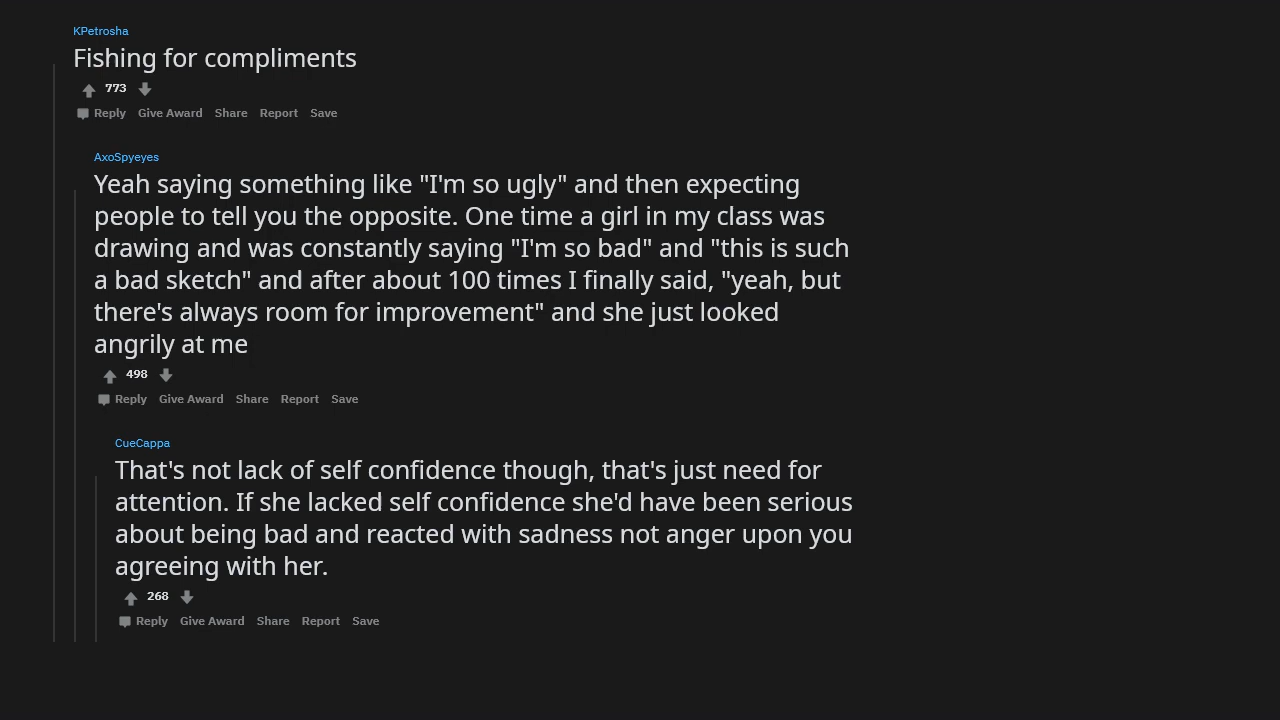 KPetrosha
Fishing for compliments
773
Reply Give Award Share Report Save
AxoSpyeyes
Yeah saying something like "I'm so ugly" and then expecting
people to tell you the opposite. One time a girl in my class was
drawing and was constantly saying "I'm so bad" and "this is such
a bad sketch" and after about 100 times I finally said, "yeah, but
there's always room for improvement" and she just looked
angrily at me
498
Reply Give Award Share Report Save
CueCappa
That's not lack of self confidence though, that's just need for
attention. If she lacked self confidence she'd have been serious
about being bad and reacted with sadness not anger upon you
agreeing with her.
268
Reply Give Award Share Report Save